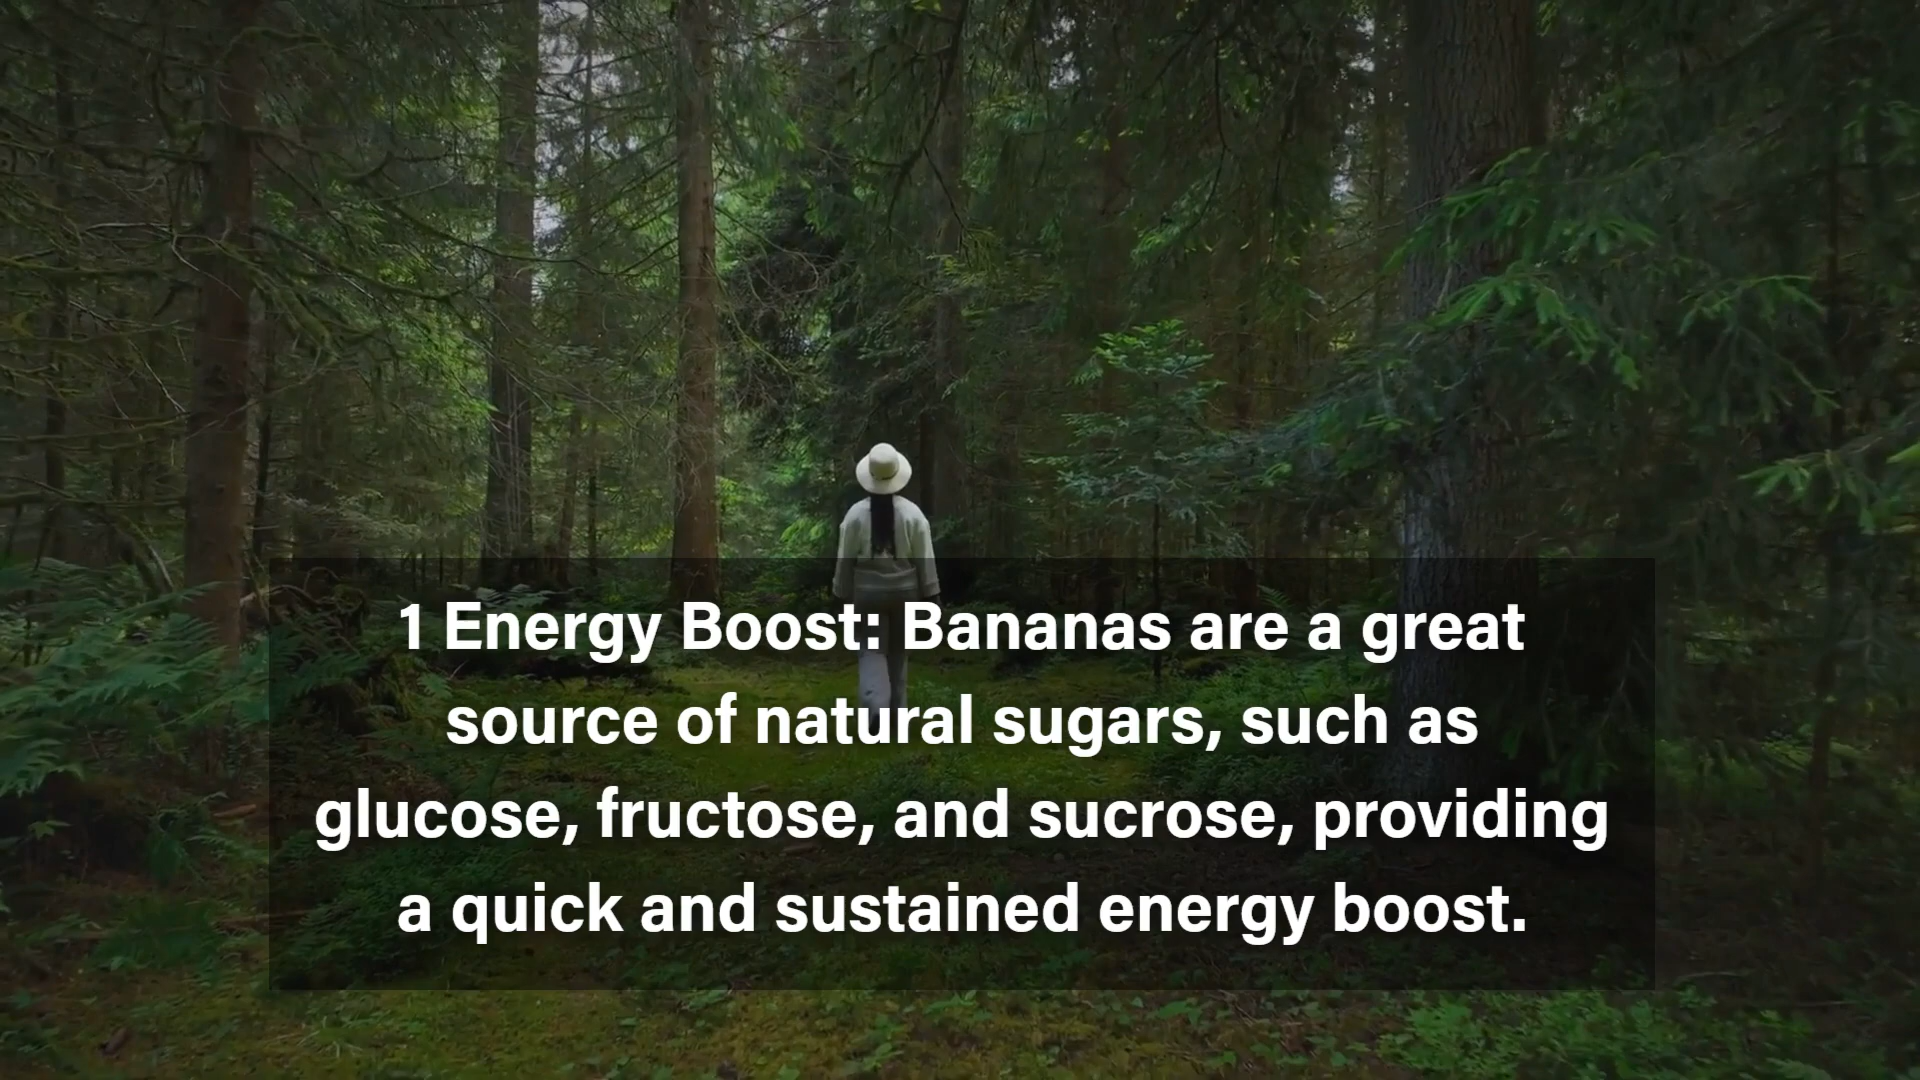 1 Energy Boost: Bananas are a great
source of natural sugars, such as
glucose, fructose, and sucrose, providing
a quick and sustained energy boost.